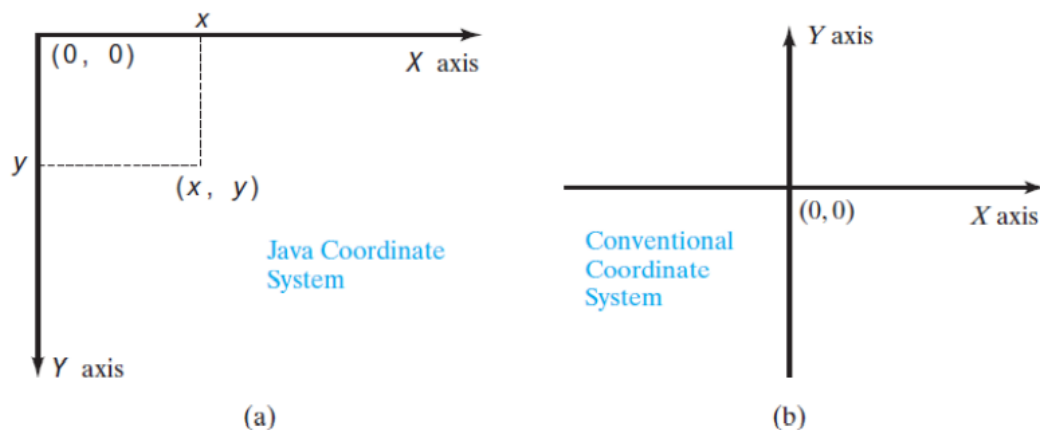 x
(0, 0)
X axis
y
(x, y)
Java Coordinate
System
Y axis
(a)
Y axis
(0,0)
X axis
Conventional
Coordinate
System
(b)